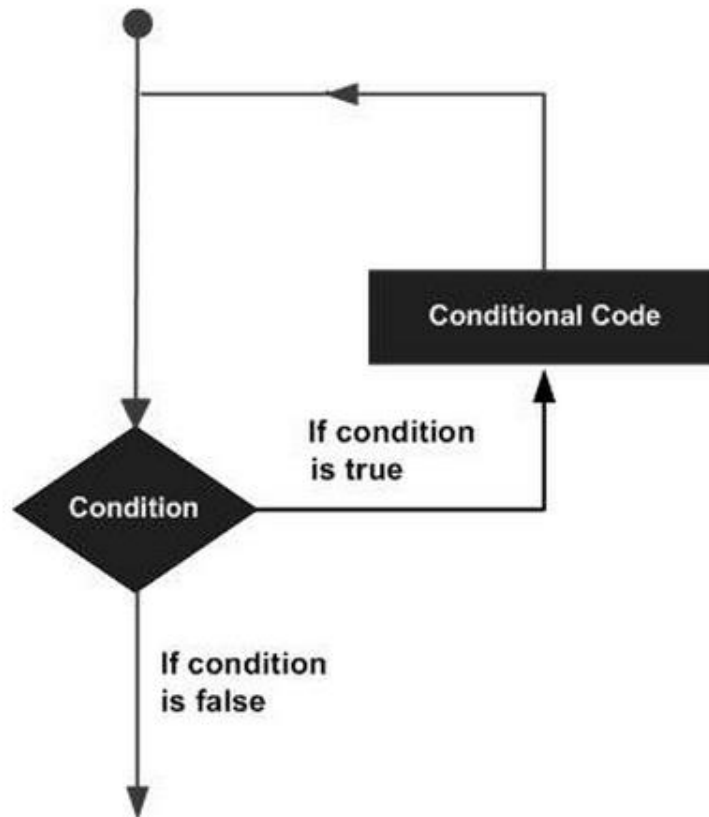 Conditional Code
If condition
is true
Condition
If condition
is false